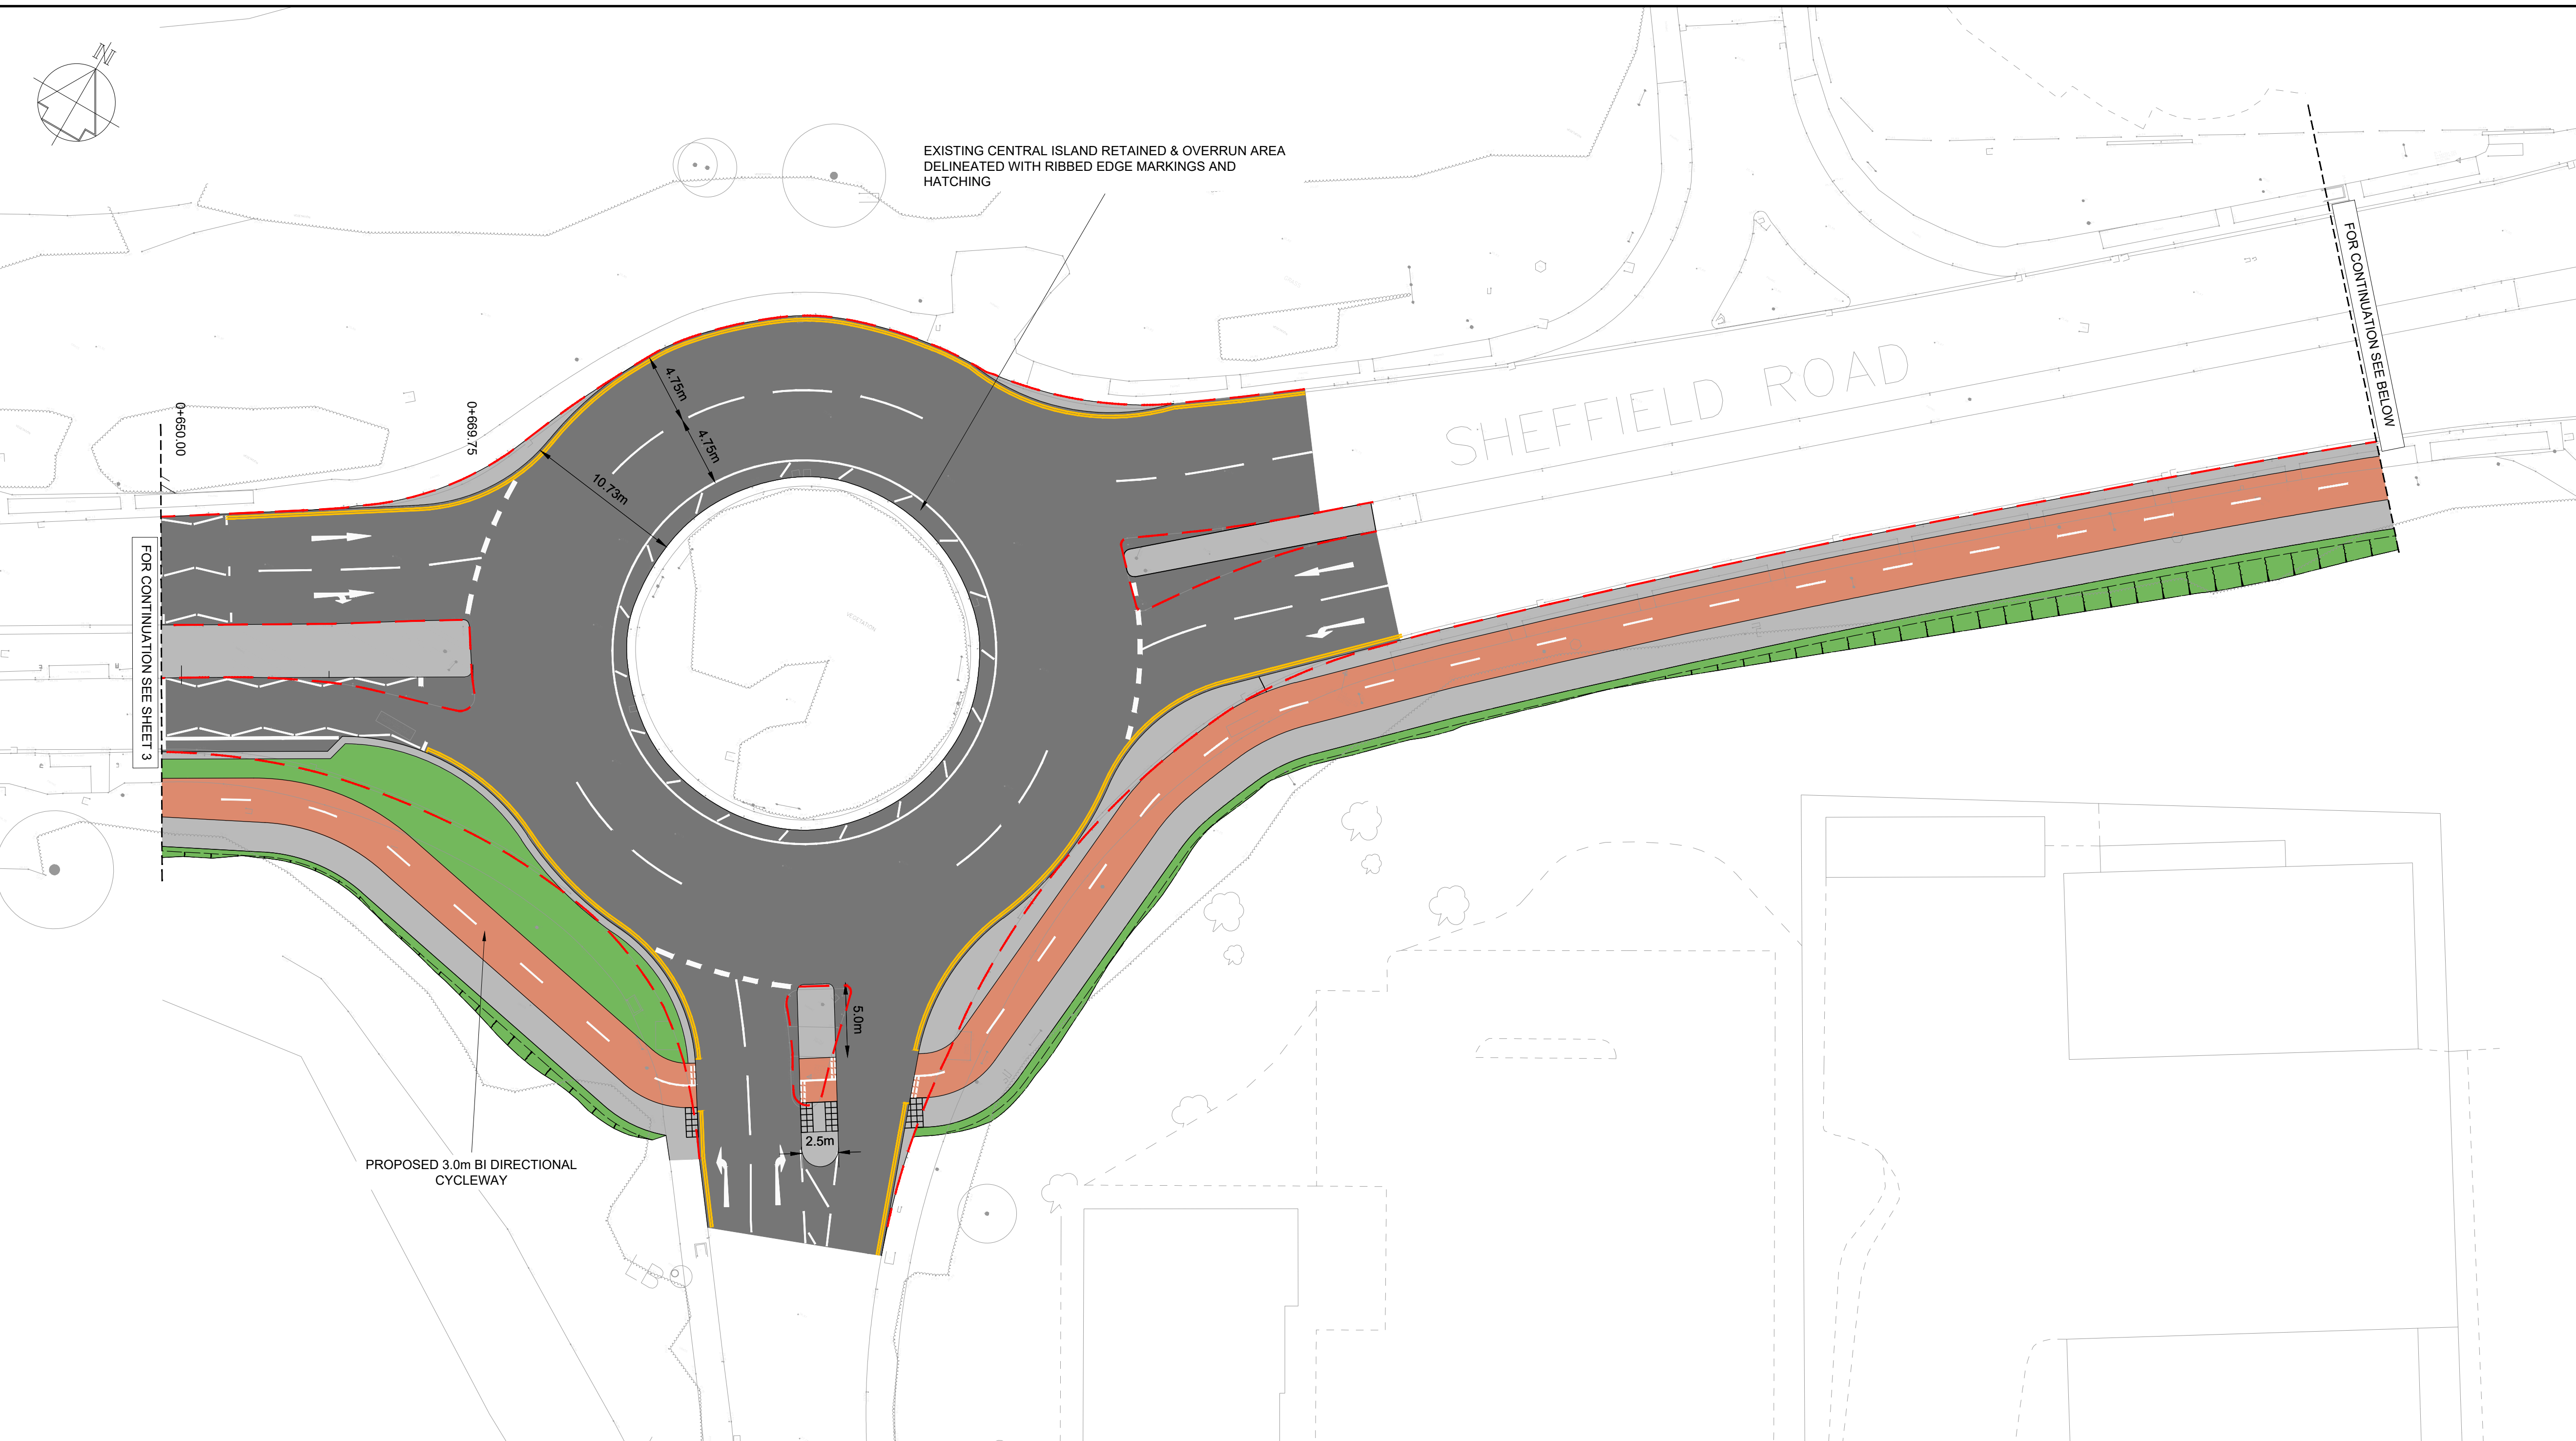 N
EXISTING CENTRAL ISLAND RETAINED & OVERRUN AREA
DELINEATED WITH RIBBED EDGE MARKINGS AND
HATCHING
FOR CONTINUATION SEE BELOW
SHEFFIELD ROAD
4.75m
4.75m
0+650.00
0+669.75
10.73m
FOR CONTINUATION SEE SHEET 3
VEGETATION
5.0m
2.5m
PROPOSED 3.0m BI DIRECTIONAL
CYCLEWAY